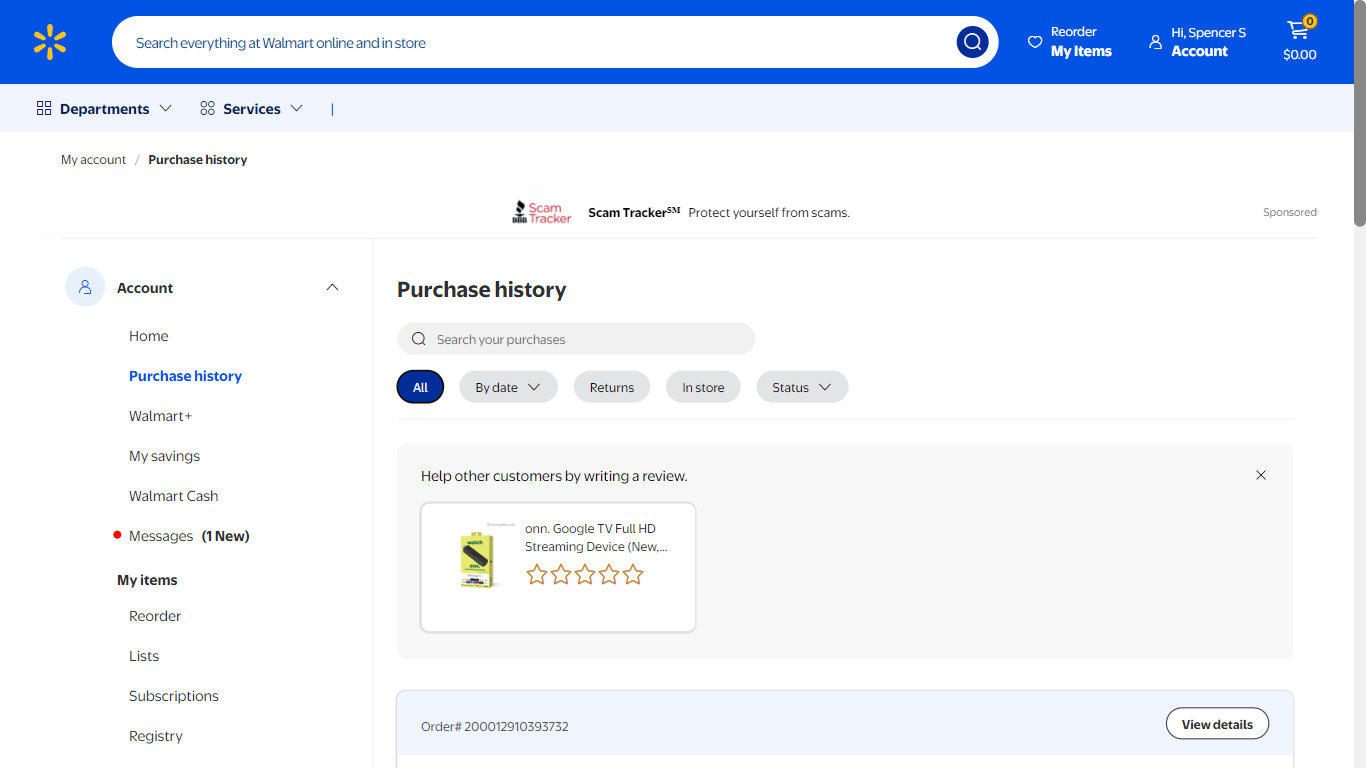 Search everything at Walmart online and in store
Reorder
My Items
Hi, Spencer S
Account
0
$0.00
Departments
Services
My account / Purchase history
BBB Scam Tracker
Scam Tracker℠ Protect yourself from scams.
Sponsored
Account
Home
Purchase history
Walmart+
My savings
Walmart Cash
Messages (1 New)
My items
Reorder
Lists
Subscriptions
Registry
Purchase history
Search your purchases
All
By date
Returns
In store
Status
Help other customers by writing a review.
watch
onn.
onn. Google TV Full HD
Streaming Device (New,...
Order# 200012910393732
View details